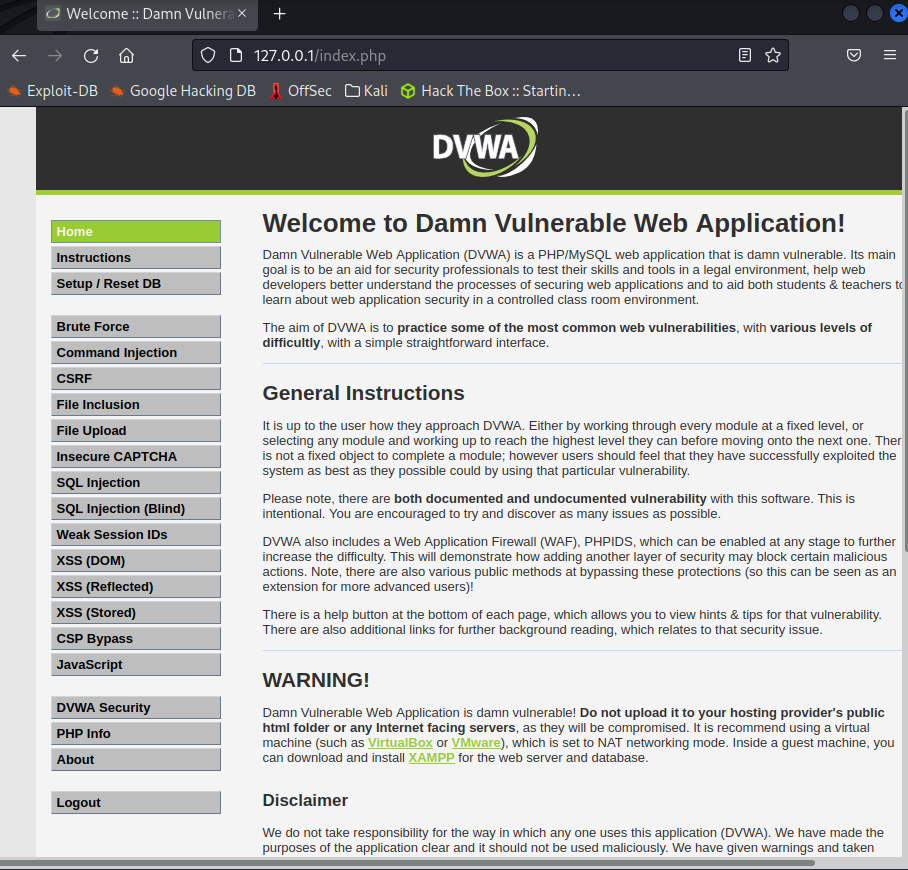 Welcome :: Damn Vulnera
127.0.0.1/index.php
Exploit-DB Google Hacking DB OffSec Kali Hack The Box :: Startin…
DVWA
Home
Instructions
Setup / Reset DB
Brute Force
Command Injection
CSRF
File Inclusion
File Upload
Insecure CAPTCHA
SQL Injection
SQL Injection (Blind)
Weak Session IDs
XSS (DOM)
XSS (Reflected)
XSS (Stored)
CSP Bypass
JavaScript
DVWA Security
PHP Info
About
Logout
Welcome to Damn Vulnerable Web Application!
Damn Vulnerable Web Application (DVWA) is a PHP/MySQL web application that is damn vulnerable. Its main
goal is to be an aid for security professionals to test their skills and tools in a legal environment, help web
developers better understand the processes of securing web applications and to aid both students & teachers to
learn about web application security in a controlled class room environment.
The aim of DVWA is to practice some of the most common web vulnerabilities, with various levels of
difficultly, with a simple straightforward interface.
General Instructions
It is up to the user how they approach DVWA. Either by working through every module at a fixed level, or
selecting any module and working up to reach the highest level they can before moving onto the next one. Ther
is not a fixed object to complete a module; however users should feel that they have successfully exploited the
system as best as they possible could by using that particular vulnerability.
Please note, there are both documented and undocumented vulnerability with this software. This is
intentional. You are encouraged to try and discover as many issues as possible.
DVWA also includes a Web Application Firewall (WAF), PHPIDS, which can be enabled at any stage to further
increase the difficulty. This will demonstrate how adding another layer of security may block certain malicious
actions. Note, there are also various public methods at bypassing these protections (so this can be seen as an
extension for more advanced users)!
There is a help button at the bottom of each page, which allows you to view hints & tips for that vulnerability.
There are also additional links for further background reading, which relates to that security issue.
WARNING!
Damn Vulnerable Web Application is damn vulnerable! Do not upload it to your hosting provider's public
html folder or any Internet facing servers, as they will be compromised. It is recommend using a virtual
machine (such as VirtualBox or VMware), which is set to NAT networking mode. Inside a guest machine, you
can download and install XAMPP for the web server and database.
Disclaimer
We do not take responsibility for the way in which any one uses this application (DVWA). We have made the
purposes of the application clear and it should not be used maliciously. We have given warnings and taken